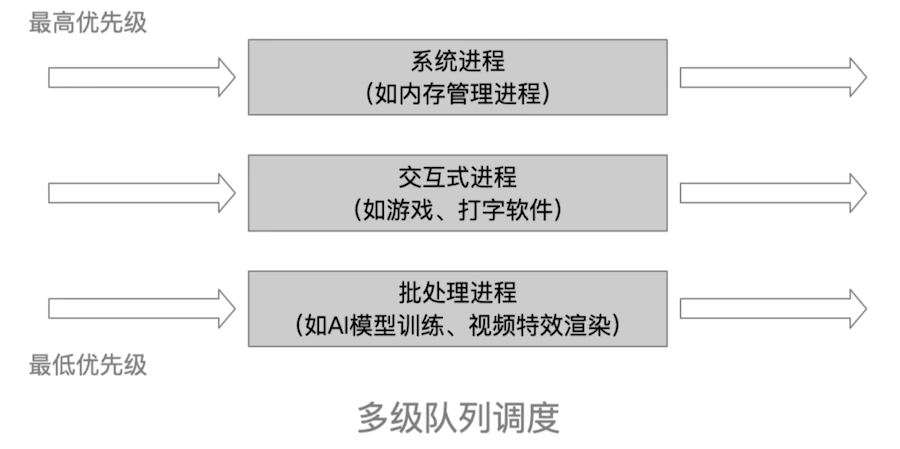 最高优先级
系统进程
（如内存管理进程）
交互式进程
（如游戏、打字软件）
批处理进程
（如AI模型训练、视频特效渲染）
最低优先级
多级队列调度